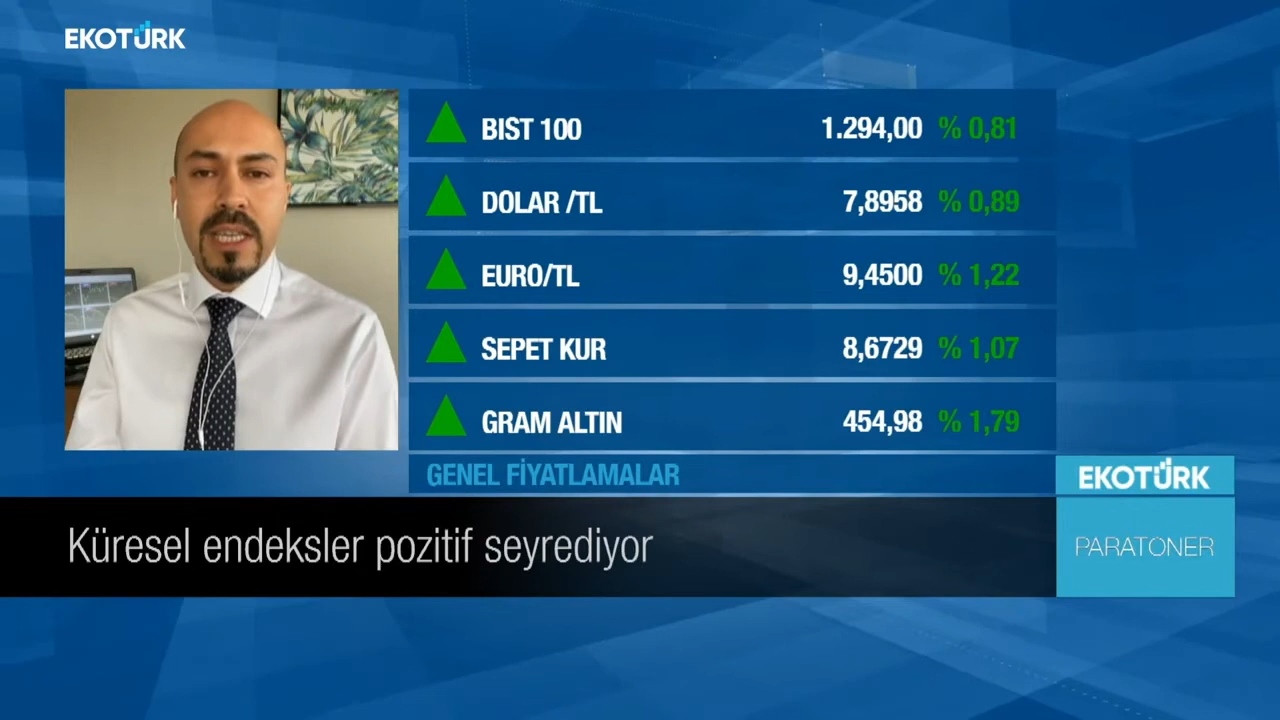 EKOTÜRK
BIST 100 1.294,00 % 0,81
DOLAR /TL 7,8958 % 0,89
EURO/TL 9,4500 % 1,22
SEPET KUR 8,6729 % 1,07
GRAM ALTIN 454,98 % 1,79
GENEL FİYATLAMALAR
EKOTÜRK
Küresel endeksler pozitif seyrediyor
PARATONER